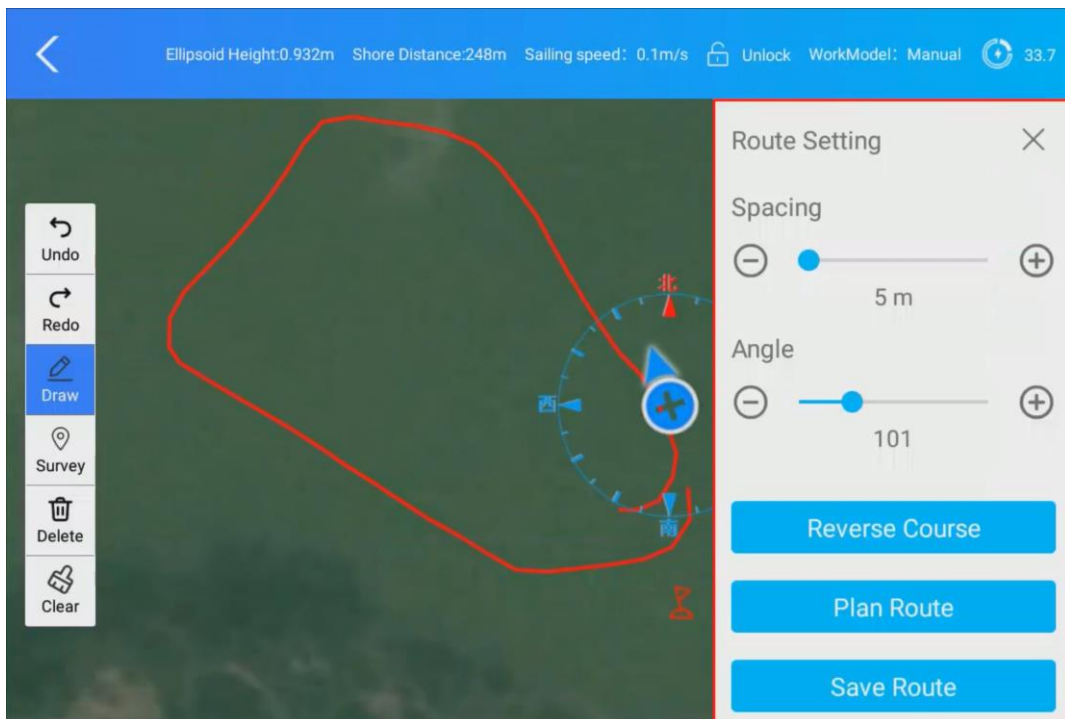 Ellipsoid Height:0.932m Shore Distance:248m Sailing speed: 0.1m/s Unlock WorkModel: Manual 33.7
Undo
Redo
Draw
Survey
Delete
Clear
北
西
南
Route Setting
Spacing
5 m
Angle
101
Reverse Course
Plan Route
Save Route